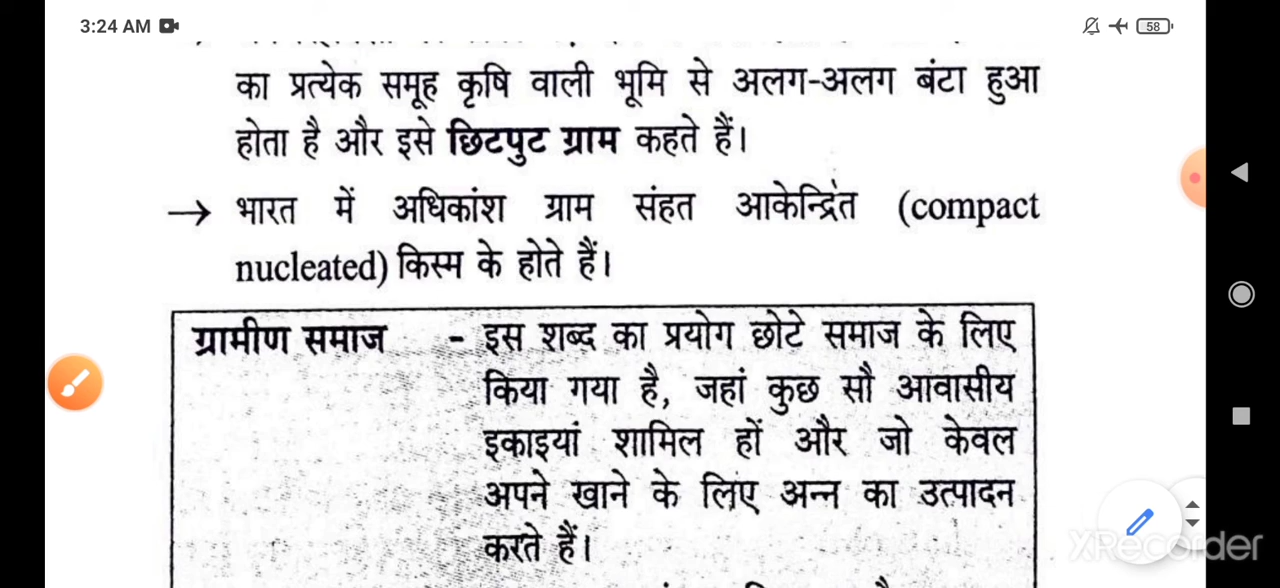 3:24 AM
58
का प्रत्येक समूह कृषि वाली भूमि से अलग-अलग बंटा हुआ
होता है और इसे छिटपुट ग्राम कहते हैं।
→ भारत में अधिकांश ग्राम संहत आकेन्द्रित (compact
nucleated) किस्म के होते हैं।
ग्रामीण समाज - इस शब्द का प्रयोग छोटे समाज के लिए
किया गया है, जहां कुछ सौ आवासीय
इकाइयां शामिल हों और जो केवल
अपने खाने के लिए अन्न का उत्पादन
करते हैं।
XRecorder